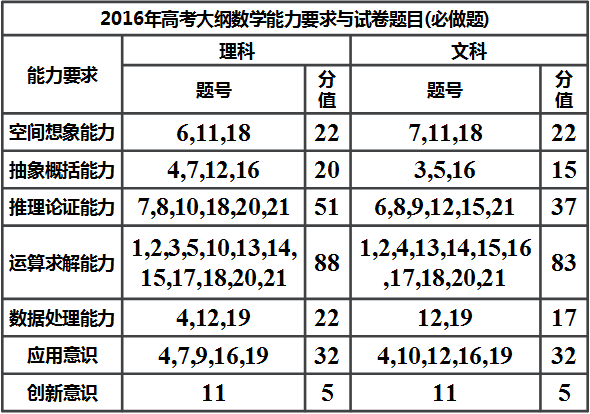 2016年高考大纲数学能力要求与试卷题目(必做题)
能力要求 理科 文科
题号 分值 题号 分值
空间想象能力 6,11,18 22 7,11,18 22
抽象概括能力 4,7,12,16 20 3,5,16 15
推理论证能力 7,8,10,18,20,21 51 6,8,9,12,15,21 37
运算求解能力 1,2,3,5,10,13,14, 88 1,2,4,13,14,15,16 83
15,17,18,20,21 ,17,18,20,21
数据处理能力 4,12,19 22 12,19 17
应用意识 4,7,9,16,19 32 4,10,12,16,19 32
创新意识 11 5 11 5